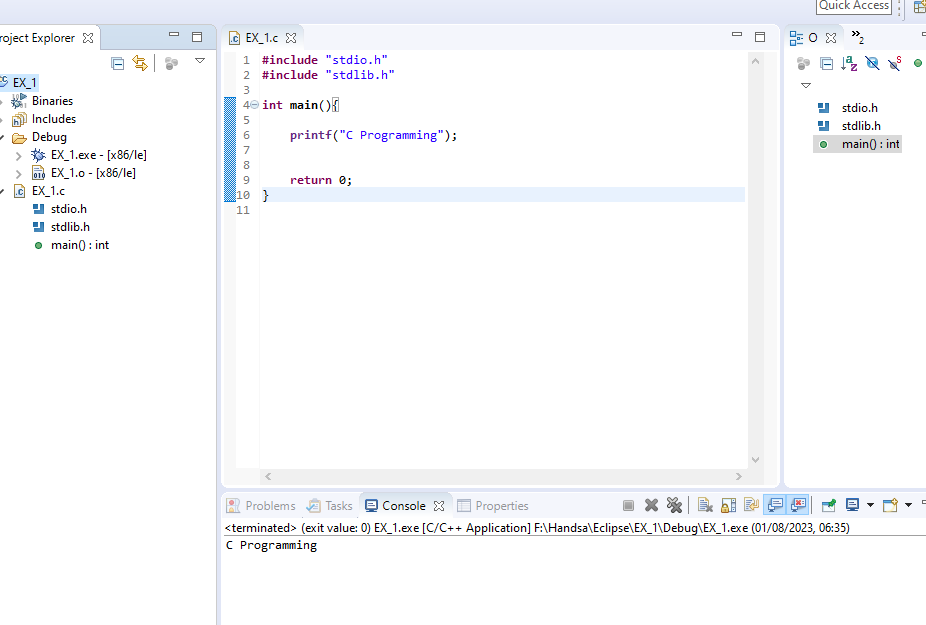 Quick Access
roject Explorer
EX_1
Binaries
Includes
Debug
EX_1.exe - [x86/le]
EX_1.o - [x86/le]
EX_1.c
stdio.h
stdlib.h
main() : int
EX_1.c
1 #include "stdio.h"
2 #include "stdlib.h"
3
4 int main(){
5
6 printf("C Programming");
7
8
9 return 0;
10 }
11
O
2
stdio.h
stdlib.h
main() : int
Problems Tasks Console Properties
<terminated> (exit value: 0) EX_1.exe [C/C++ Application] F:\Handsa\Eclipse\EX_1\Debug\EX_1.exe (01/08/2023, 06:35)
C Programming